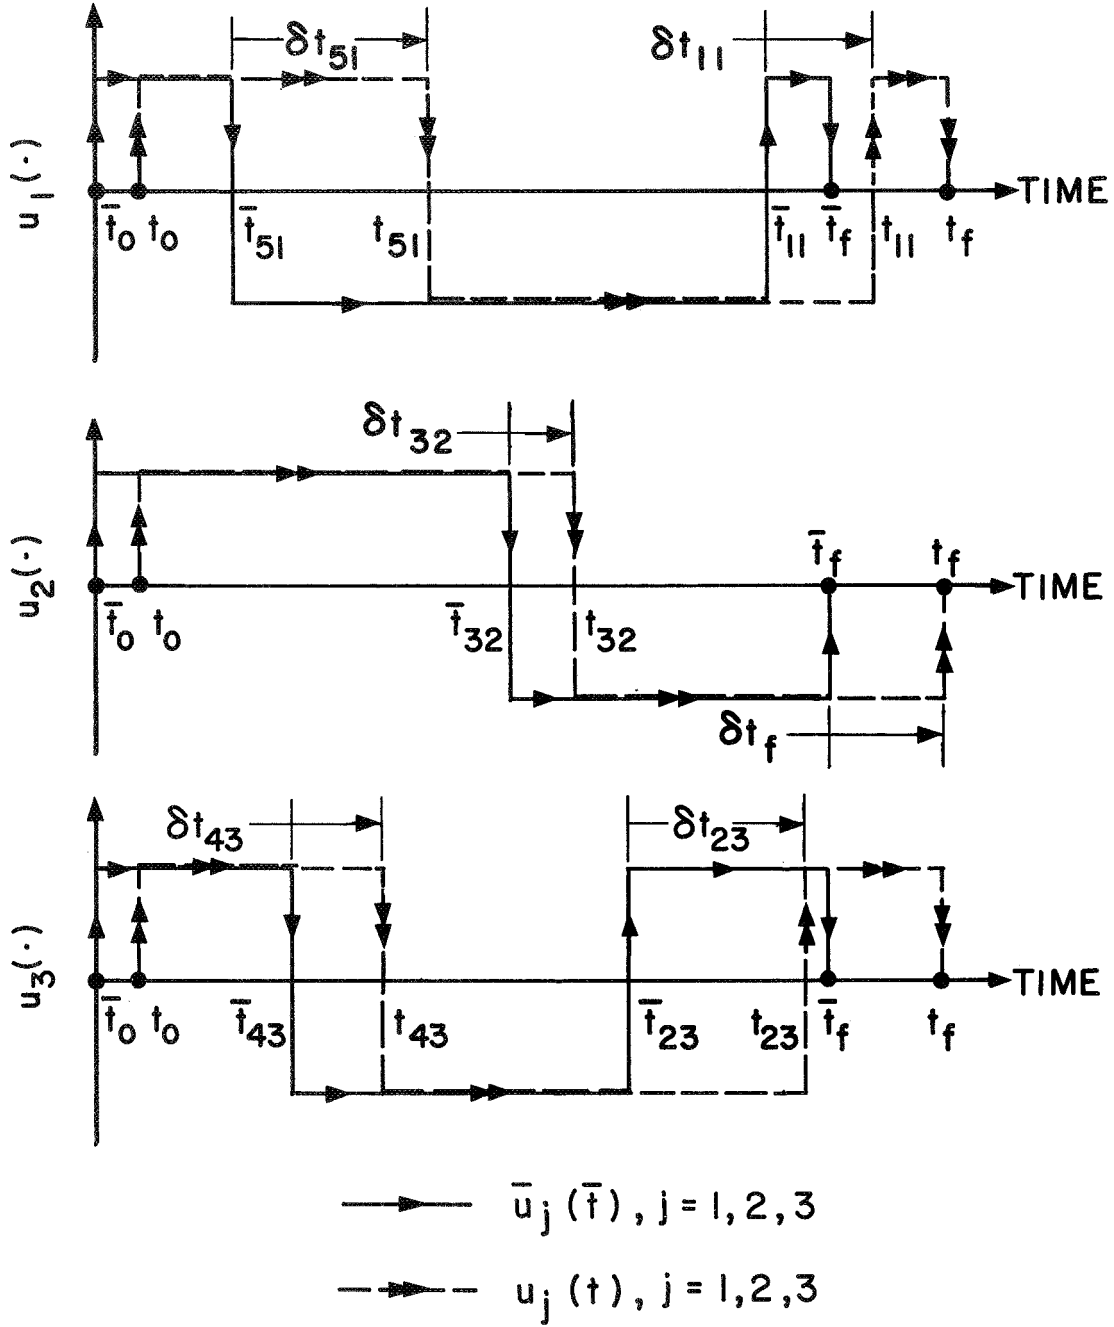 δt₅₁
δt₁₁
u₁(·)
TIME
t̄₀ t₀ t̄₅₁ t₅₁ t̄₁₁ t̄f t₁₁ tf
δt₃₂
u₂(·)
t̄f tf
TIME
t̄₀ t₀ t̄₃₂ t₃₂
δtf
δt₄₃ δt₂₃
u₃(·)
TIME
t̄₀ t₀ t̄₄₃ t₄₃ t̄₂₃ t₂₃ t̄f tf
ūj (t̄), j = 1, 2, 3
uj (t), j = 1, 2, 3